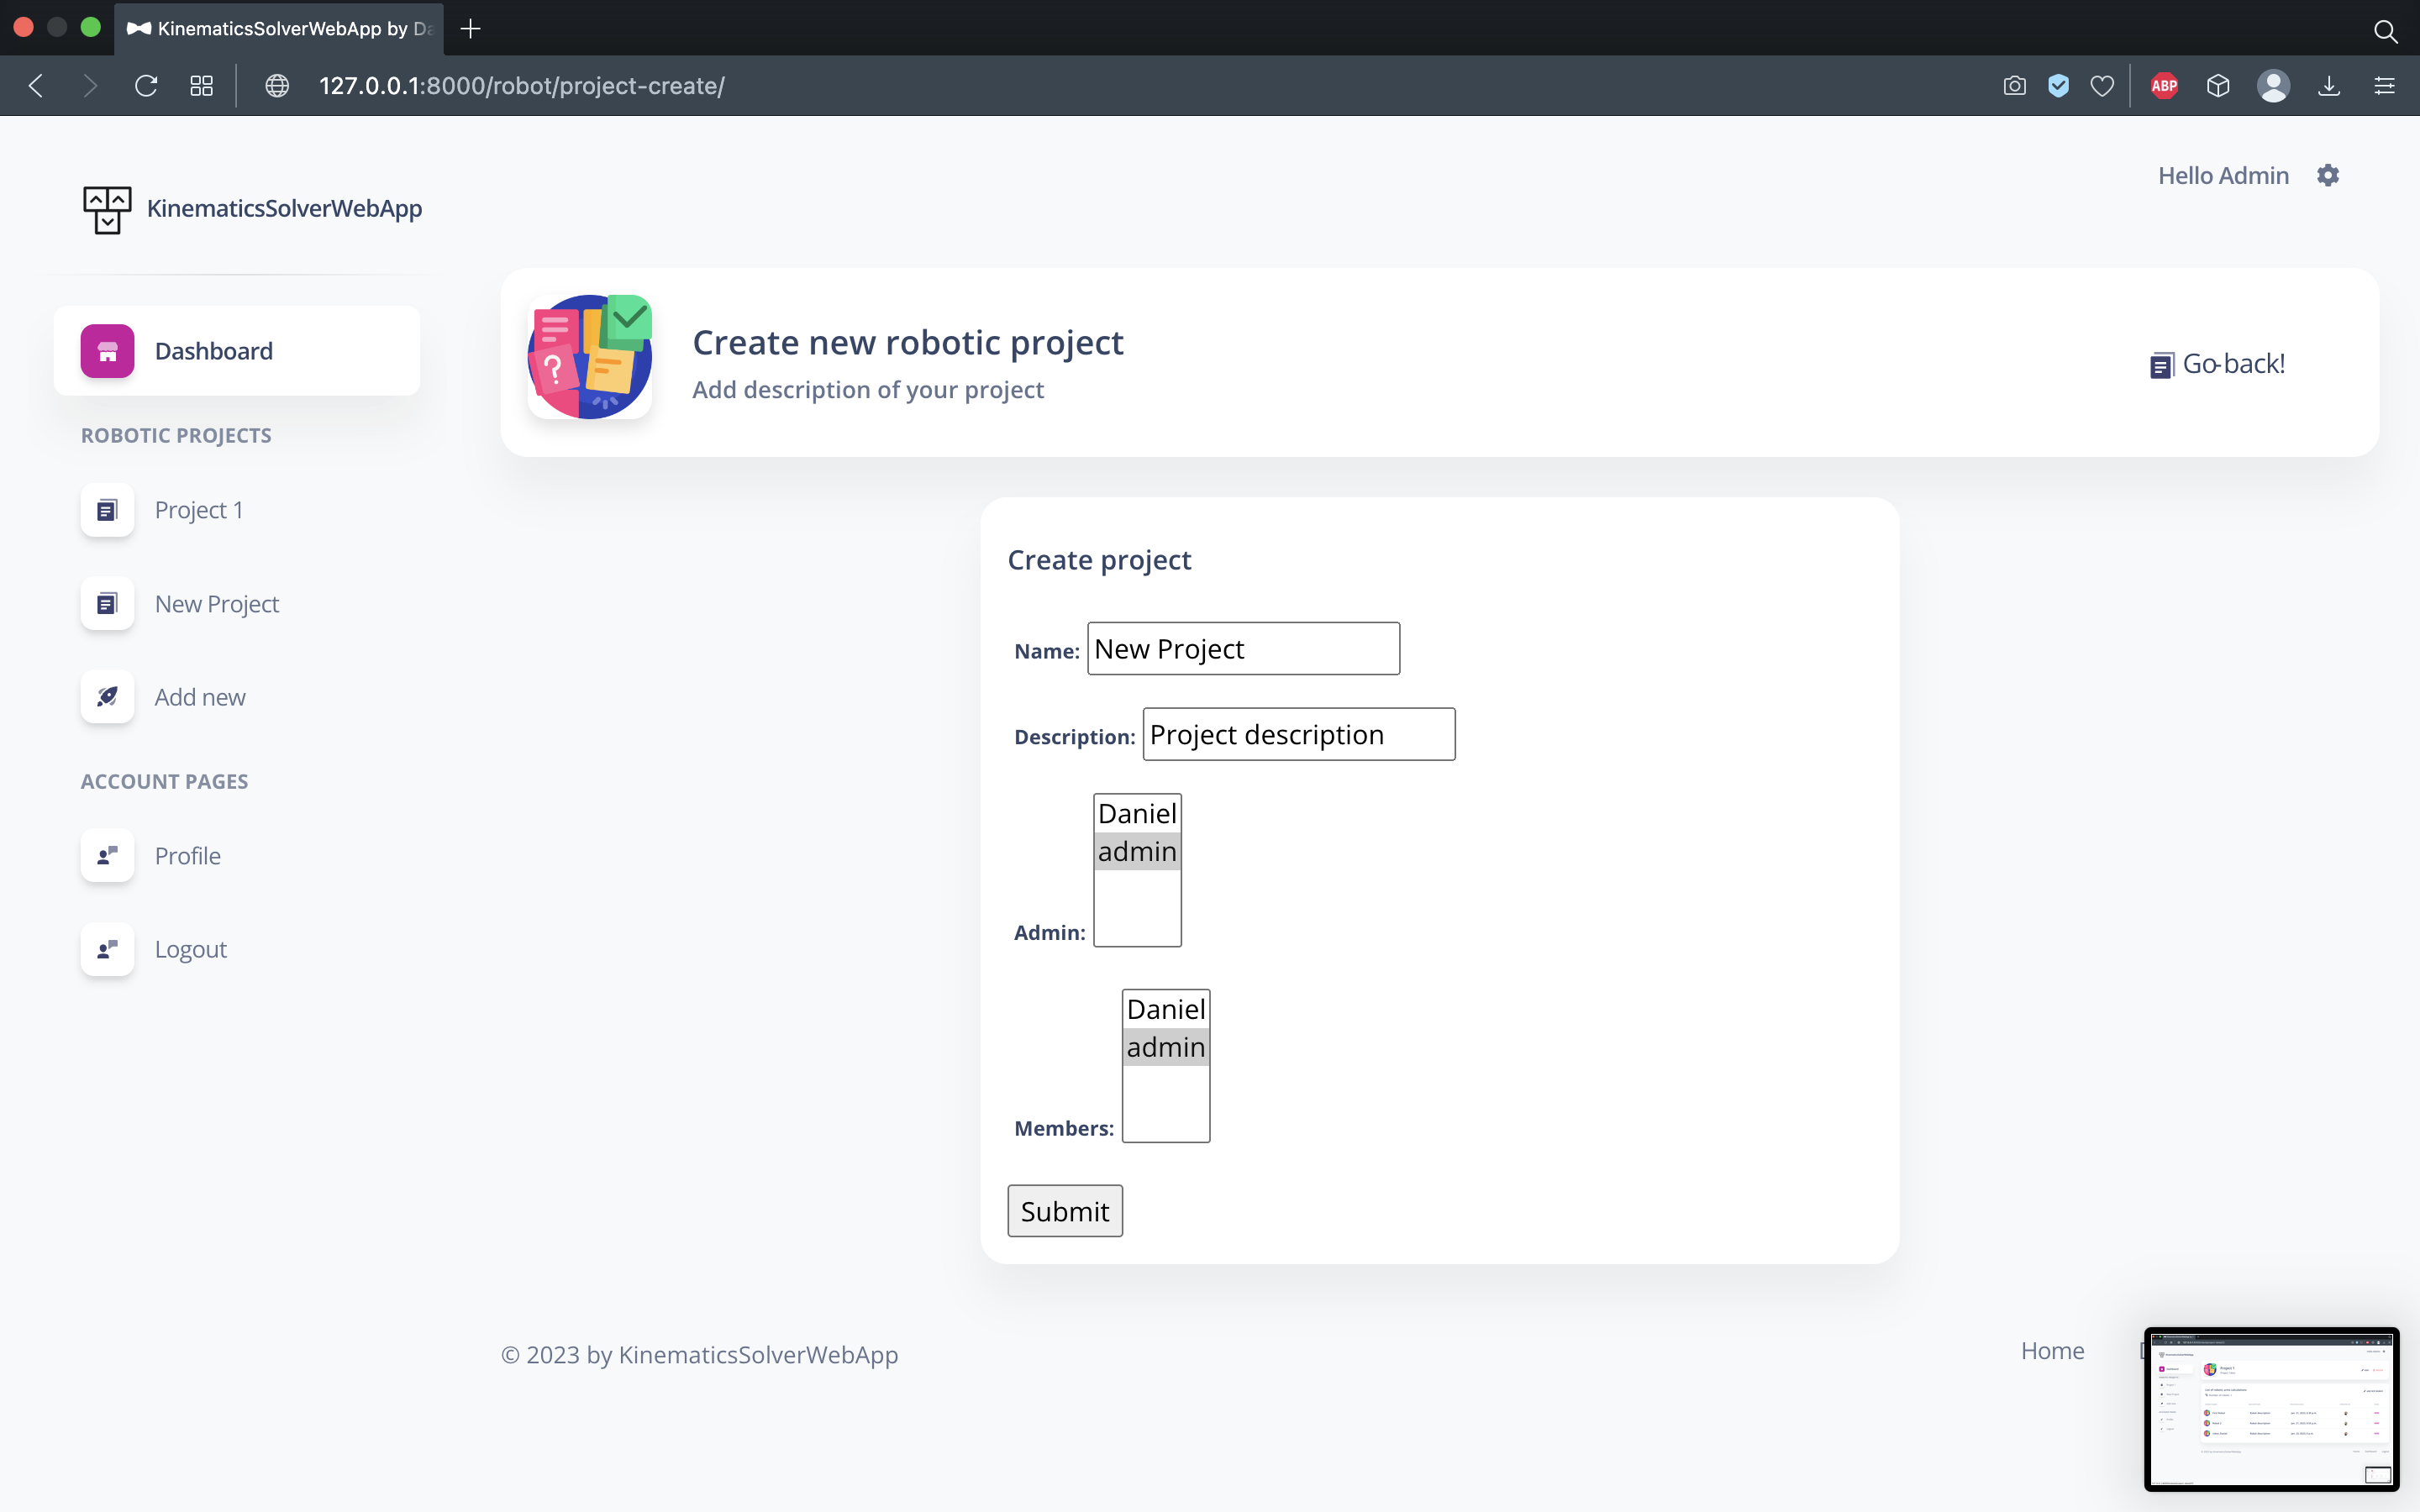 KinematicsSolverWebApp by Da
127.0.0.1:8000/robot/project-create/
ABP
Hello Admin
KinematicsSolverWebApp
Dashboard
ROBOTIC PROJECTS
Project 1
New Project
Add new
ACCOUNT PAGES
Profile
Logout
Create new robotic project
Add description of your project
Go-back!
Create project
Name: New Project
Description: Project description
Daniel
admin
Admin:
Daniel
admin
Members:
Submit
© 2023 by KinematicsSolverWebApp
Home